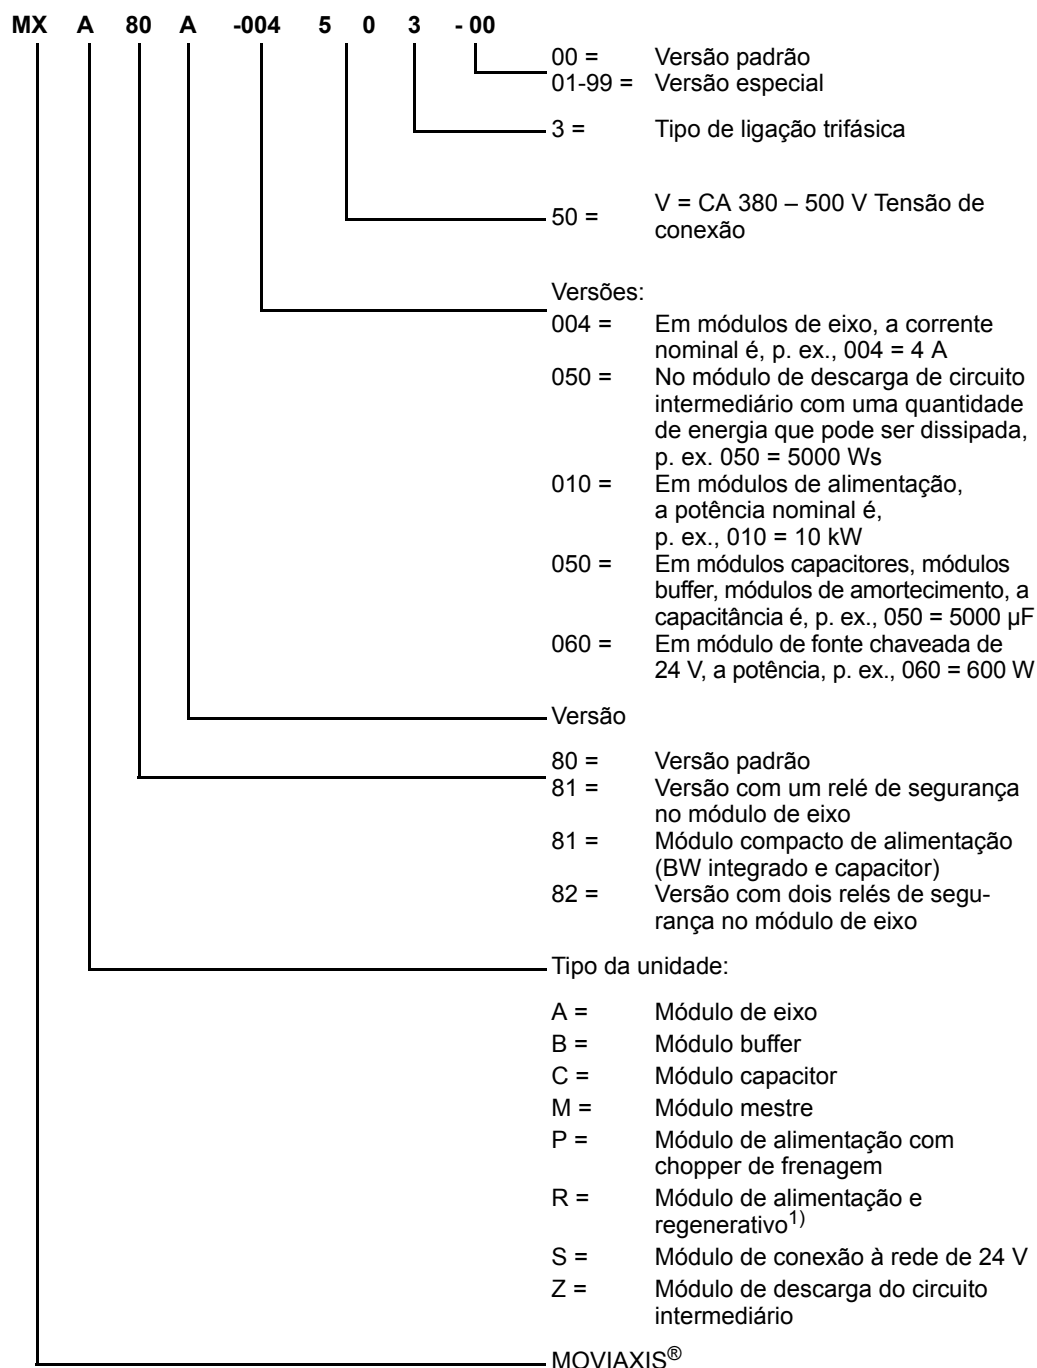 MX A 80 A -004 5 0 3 - 00
00 = Versão padrão
01-99 = Versão especial
3 = Tipo de ligação trifásica
50 = V = CA 380 – 500 V Tensão de
conexão
Versões:
004 = Em módulos de eixo, a corrente
nominal é, p. ex., 004 = 4 A
050 = No módulo de descarga de circuito
intermediário com uma quantidade
de energia que pode ser dissipada,
p. ex. 050 = 5000 Ws
010 = Em módulos de alimentação,
a potência nominal é,
p. ex., 010 = 10 kW
050 = Em módulos capacitores, módulos
buffer, módulos de amortecimento, a
capacitância é, p. ex., 050 = 5000 µF
060 = Em módulo de fonte chaveada de
24 V, a potência, p. ex., 060 = 600 W
Versão
80 = Versão padrão
81 = Versão com um relé de segurança
no módulo de eixo
81 = Módulo compacto de alimentação
(BW integrado e capacitor)
82 = Versão com dois relés de segu-
rança no módulo de eixo
Tipo da unidade:
A = Módulo de eixo
B = Módulo buffer
C = Módulo capacitor
M = Módulo mestre
P = Módulo de alimentação com
chopper de frenagem
R = Módulo de alimentação e
regenerativo1)
S = Módulo de conexão à rede de 24 V
Z = Módulo de descarga do circuito
intermediário
MOVIAXIS®